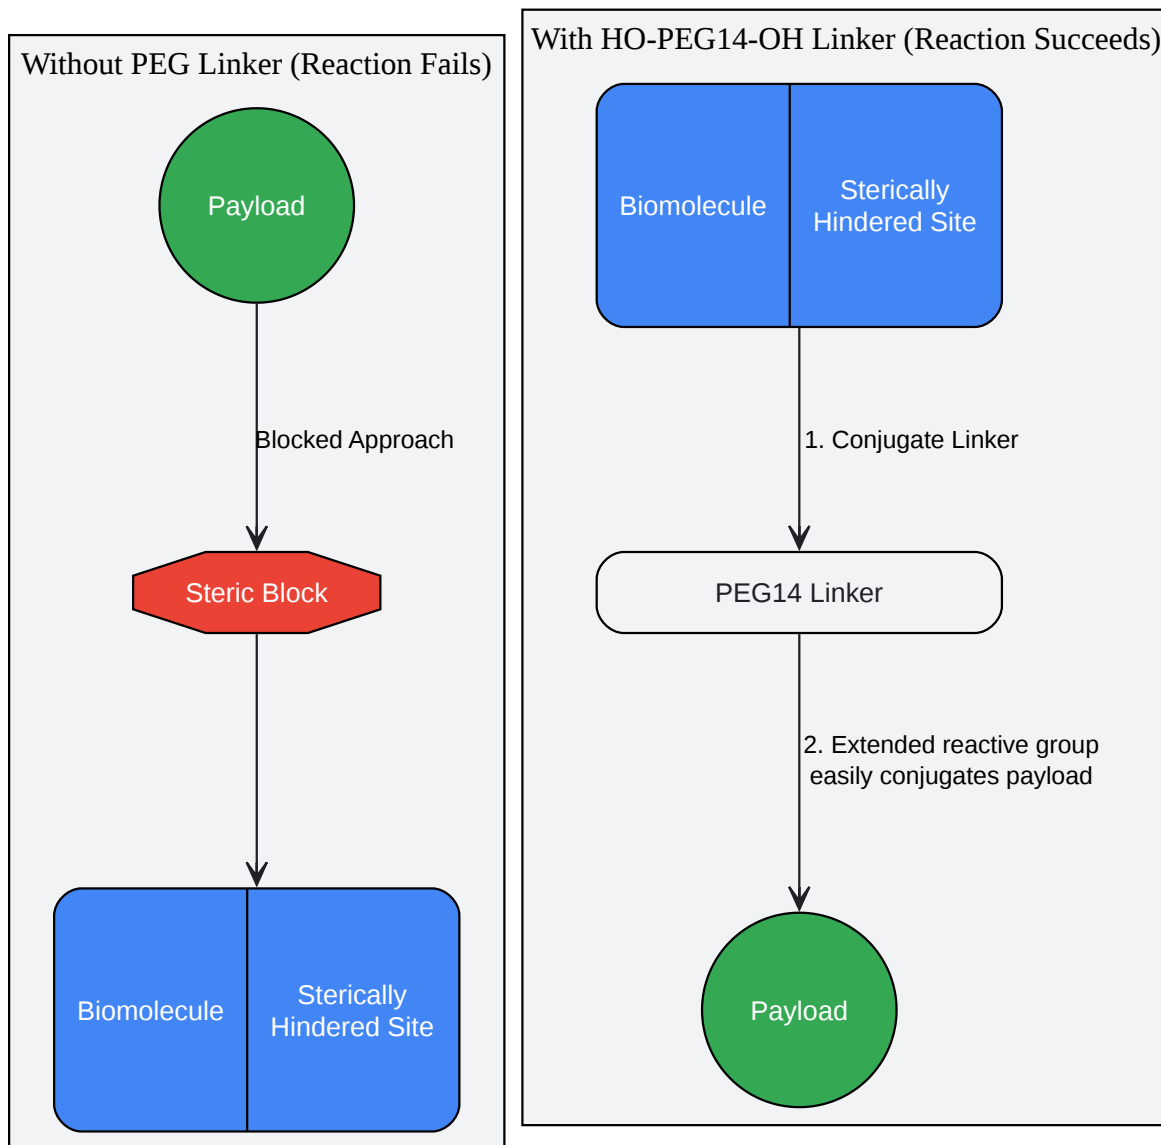 Without PEG Linker (Reaction Fails)
Payload
Blocked Approach
Steric Block
Biomolecule
Sterically
Hindered Site
With HO-PEG14-OH Linker (Reaction Succeeds)
Biomolecule
Sterically
Hindered Site
1. Conjugate Linker
PEG14 Linker
2. Extended reactive group
easily conjugates payload
Payload